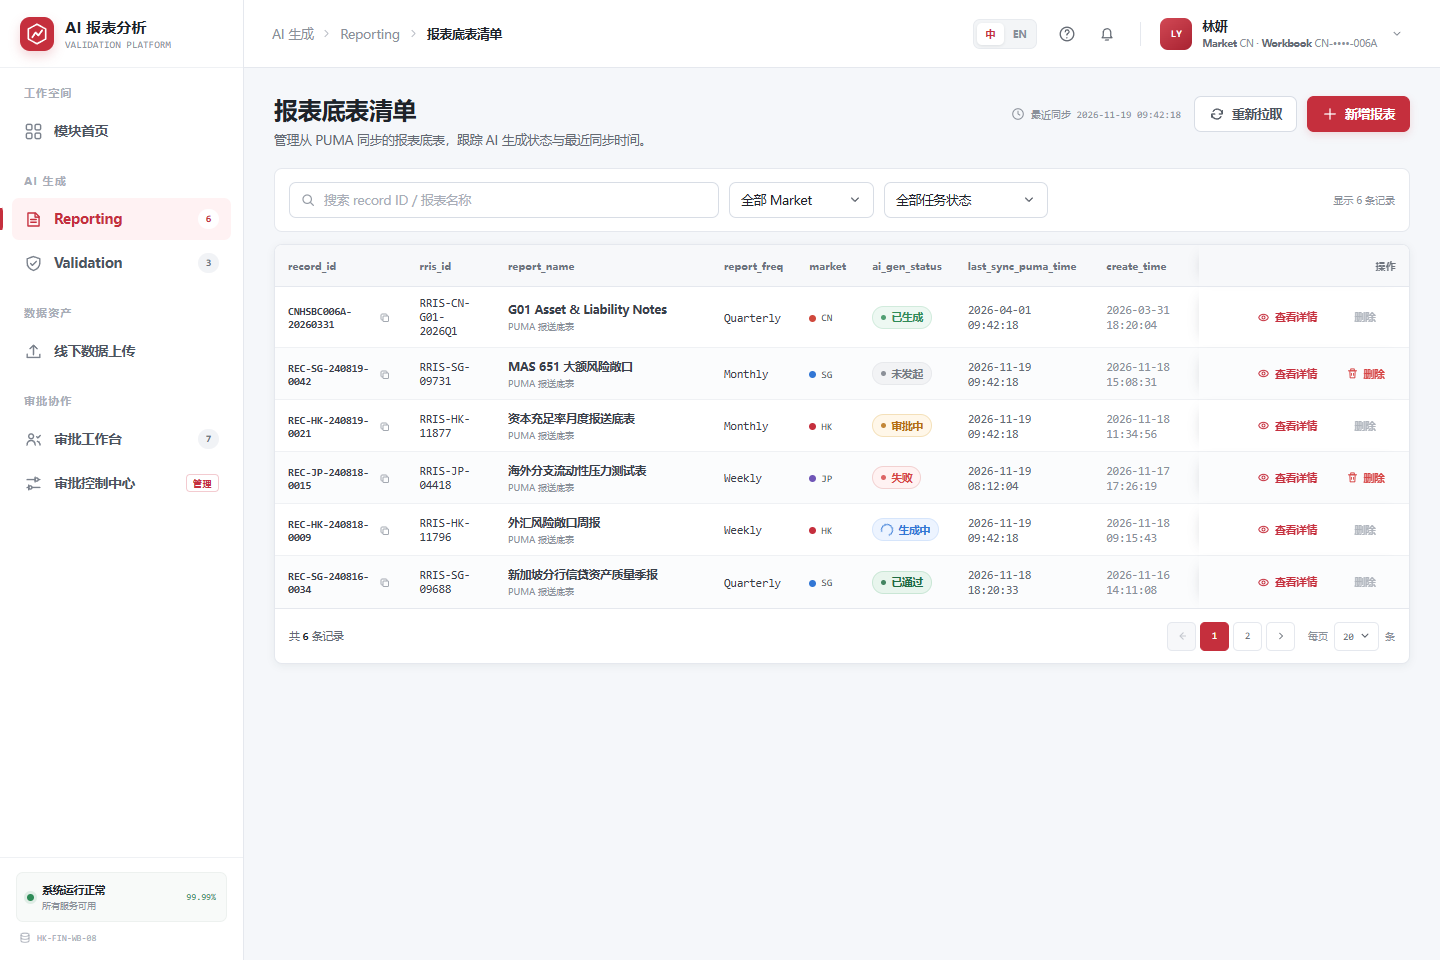 AI 报表分析
VALIDATION PLATFORM
工作空间
模块首页
AI 生成
Reporting 6
Validation 3
数据资产
线下数据上传
审批协作
审批工作台 7
审批控制中心 管理
系统运行正常
所有服务可用
99.99%
HK-FIN-WB-08
AI 生成 > Reporting > 报表底表清单
中 EN
LY
林妍
Market CN · Workbook CN-••••-006A
报表底表清单
管理从 PUMA 同步的报表底表，跟踪 AI 生成状态与最近同步时间。
最近同步 2026-11-19 09:42:18
重新拉取
新增报表
搜索 record ID / 报表名称
全部 Market
全部任务状态
显示 6 条记录
record_id rris_id report_name report_freq market ai_gen_status last_sync_puma_time create_time 操作
CNHSBC006A-
20260331
RRIS-CN-
G01-
2026Q1
G01 Asset & Liability Notes
PUMA 报送底表
Quarterly
CN
已生成
2026-04-01
09:42:18
2026-03-31
18:20:04
查看详情 删除
REC-SG-240819-
0042
RRIS-SG-
09731
MAS 651 大额风险敞口
PUMA 报送底表
Monthly
SG
未发起
2026-11-19
09:42:18
2026-11-18
15:08:31
查看详情 删除
REC-HK-240819-
0021
RRIS-HK-
11877
资本充足率月度报送底表
PUMA 报送底表
Monthly
HK
审批中
2026-11-19
09:42:18
2026-11-18
11:34:56
查看详情 删除
REC-JP-240818-
0015
RRIS-JP-
04418
海外分支流动性压力测试表
PUMA 报送底表
Weekly
JP
失败
2026-11-19
08:12:04
2026-11-17
17:26:19
查看详情 删除
REC-HK-240818-
0009
RRIS-HK-
11796
外汇风险敞口周报
PUMA 报送底表
Weekly
HK
生成中
2026-11-19
09:42:18
2026-11-18
09:15:43
查看详情 删除
REC-SG-240816-
0034
RRIS-SG-
09688
新加坡分行信贷资产质量季报
PUMA 报送底表
Quarterly
SG
已通过
2026-11-18
18:20:33
2026-11-16
14:11:08
查看详情 删除
共 6 条记录
1 2
每页 20 条